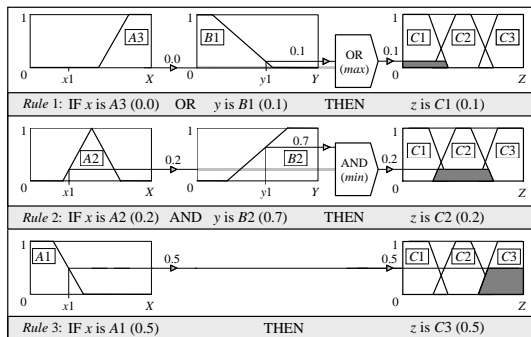 1 A3 B1 1 C1 C2 C3
0.0 0.1 OR (max) 0.1
0 x1 X 0 y1 Y 0 Z
Rule 1: IF x is A3 (0.0) OR y is B1 (0.1) THEN z is C1 (0.1)
1 A2 1 B2 1 C1 C2 C3
0.2 0.7 AND (min) 0.2
0 x1 X 0 y1 Y 0 Z
Rule 2: IF x is A2 (0.2) AND y is B2 (0.7) THEN z is C2 (0.2)
1 A1 1 C1 C2 C3
0.5 0.5
0 x1 X 0 Z
Rule 3: IF x is A1 (0.5) THEN z is C3 (0.5)